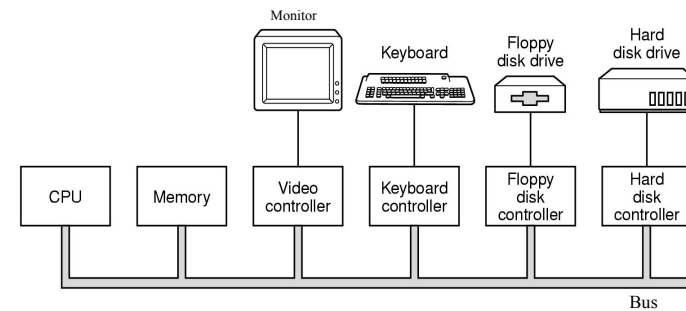 Monitor
Keyboard
Floppy
disk drive
Hard
disk drive
CPU
Memory
Video
controller
Keyboard
controller
Floppy
disk
controller
Hard
disk
controller
Bus